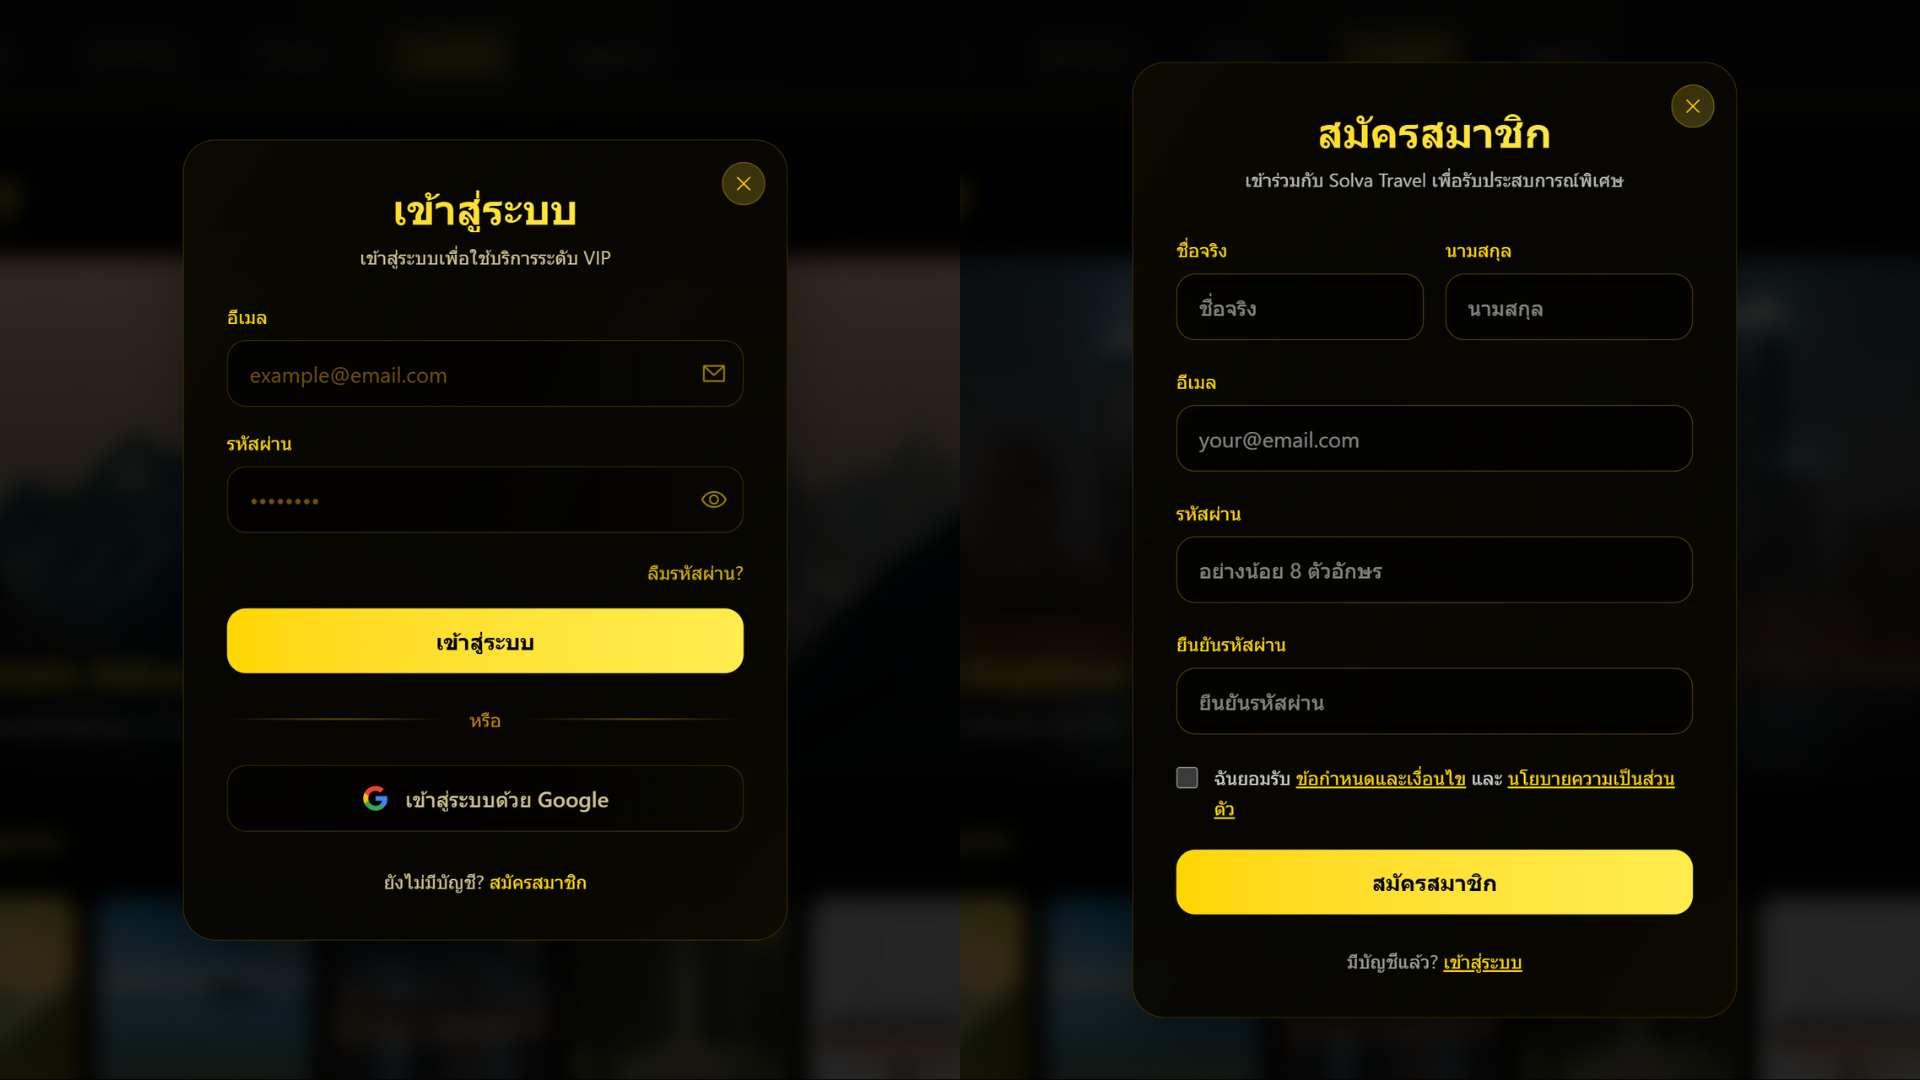 เข้าสู่ระบบ
เข้าสู่ระบบเพื่อใช้บริการระดับ VIP
อีเมล
example@email.com
รหัสผ่าน
••••••••
ลืมรหัสผ่าน?
เข้าสู่ระบบ
หรือ
เข้าสู่ระบบด้วย Google
ยังไม่มีบัญชี? สมัครสมาชิก
สมัครสมาชิก
เข้าร่วมกับ Solva Travel เพื่อรับประสบการณ์พิเศษ
ชื่อจริง นามสกุล
ชื่อจริง นามสกุล
อีเมล
your@email.com
รหัสผ่าน
อย่างน้อย 8 ตัวอักษร
ยืนยันรหัสผ่าน
ยืนยันรหัสผ่าน
ฉันยอมรับ ข้อกำหนดและเงื่อนไข และ นโยบายความเป็นส่วน
ตัว
สมัครสมาชิก
มีบัญชีแล้ว? เข้าสู่ระบบ